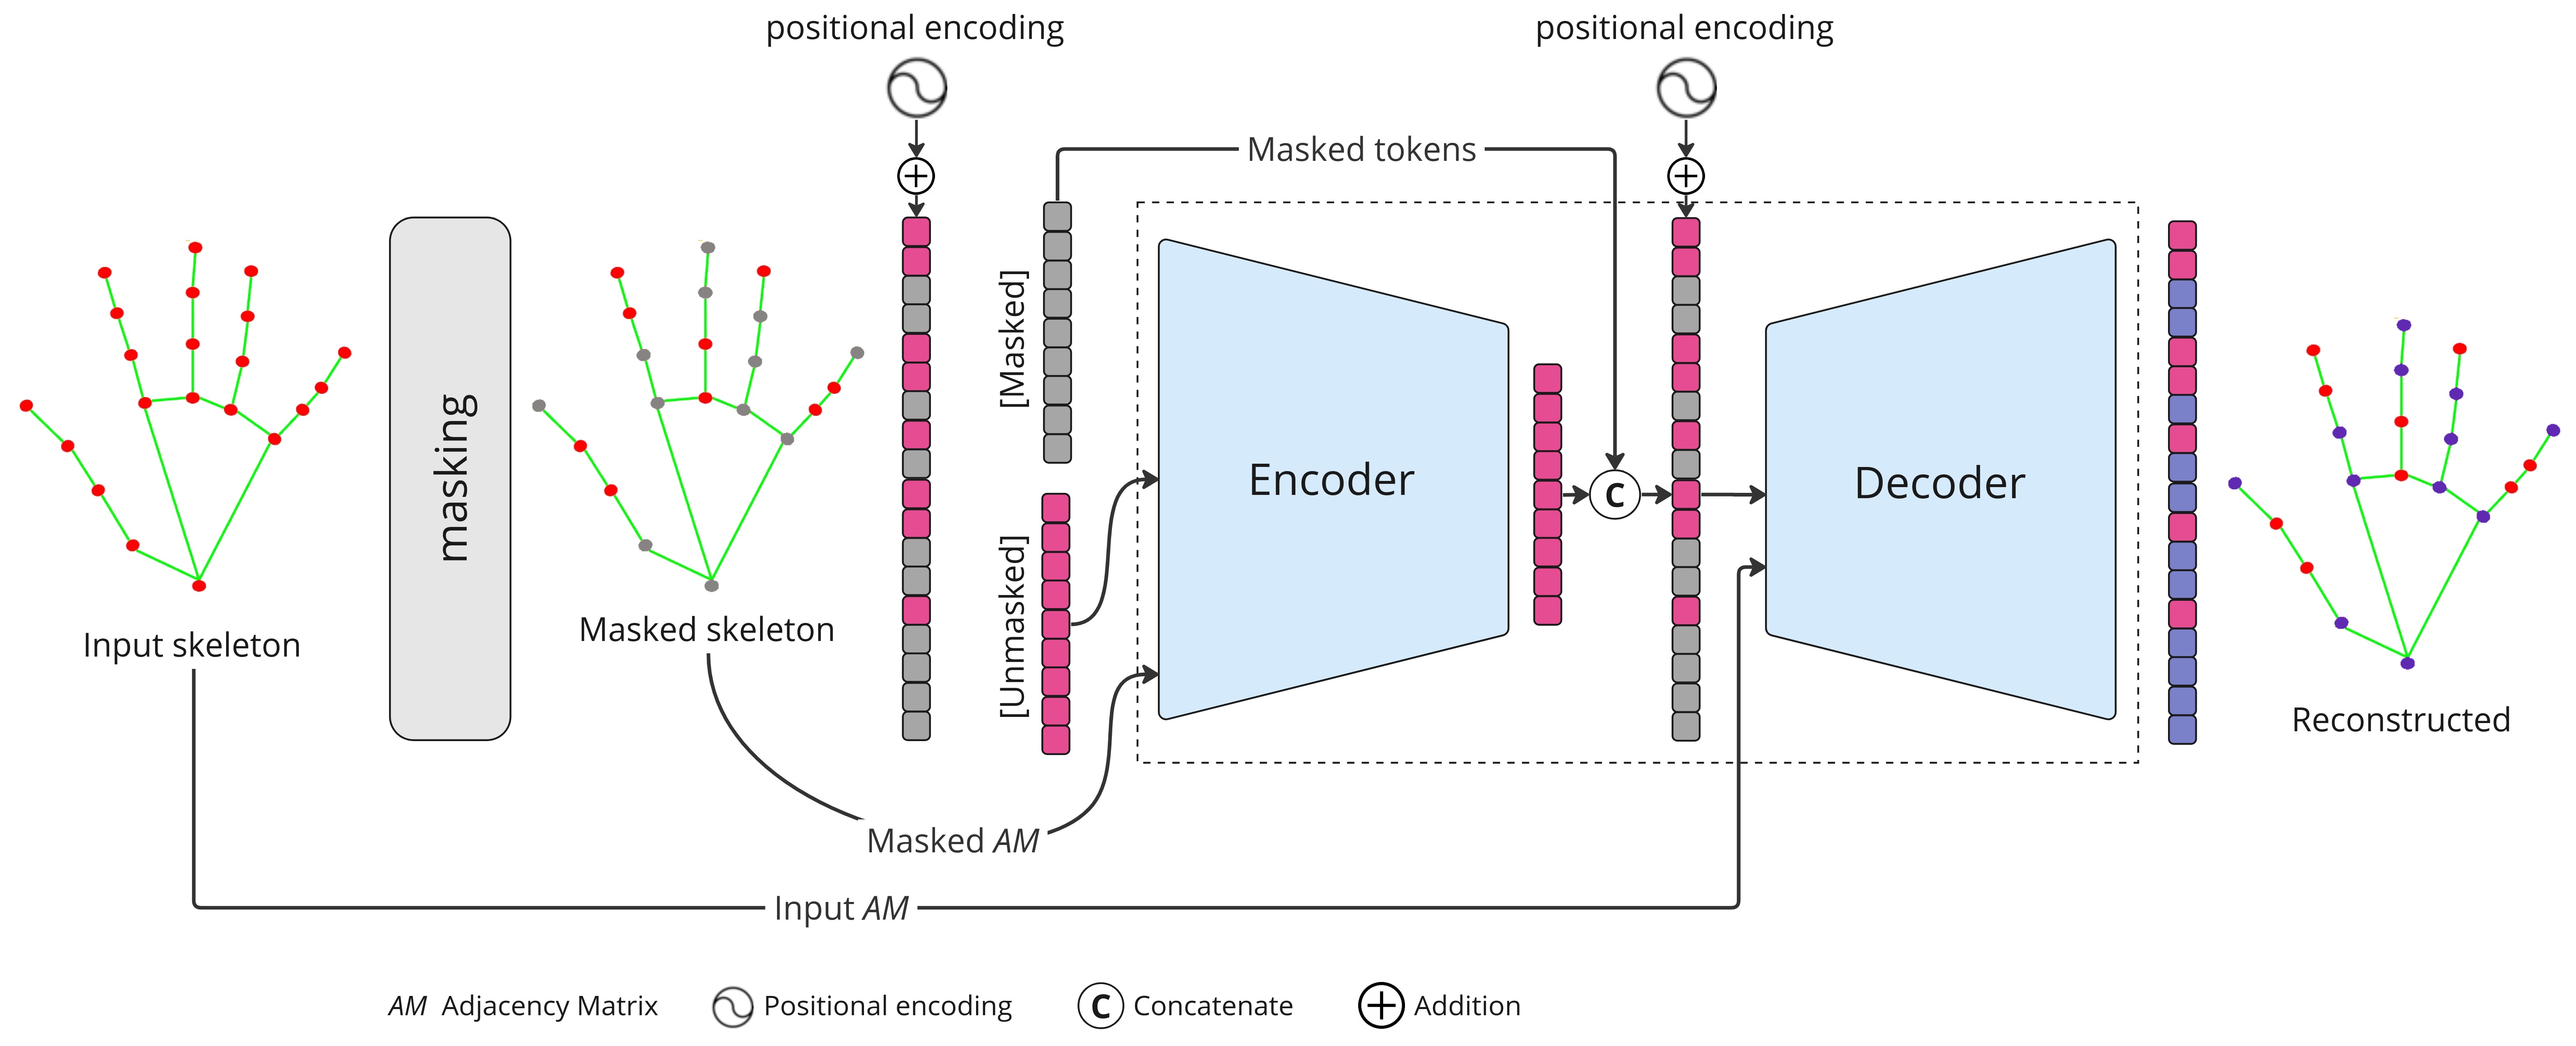 positional encoding
positional encoding
Masked tokens
masking
[Masked]
[Unmasked]
Encoder
C
Decoder
Input skeleton
Masked skeleton
Reconstructed
Masked AM
Input AM
AM Adjacency Matrix
Positional encoding
C Concatenate
Addition